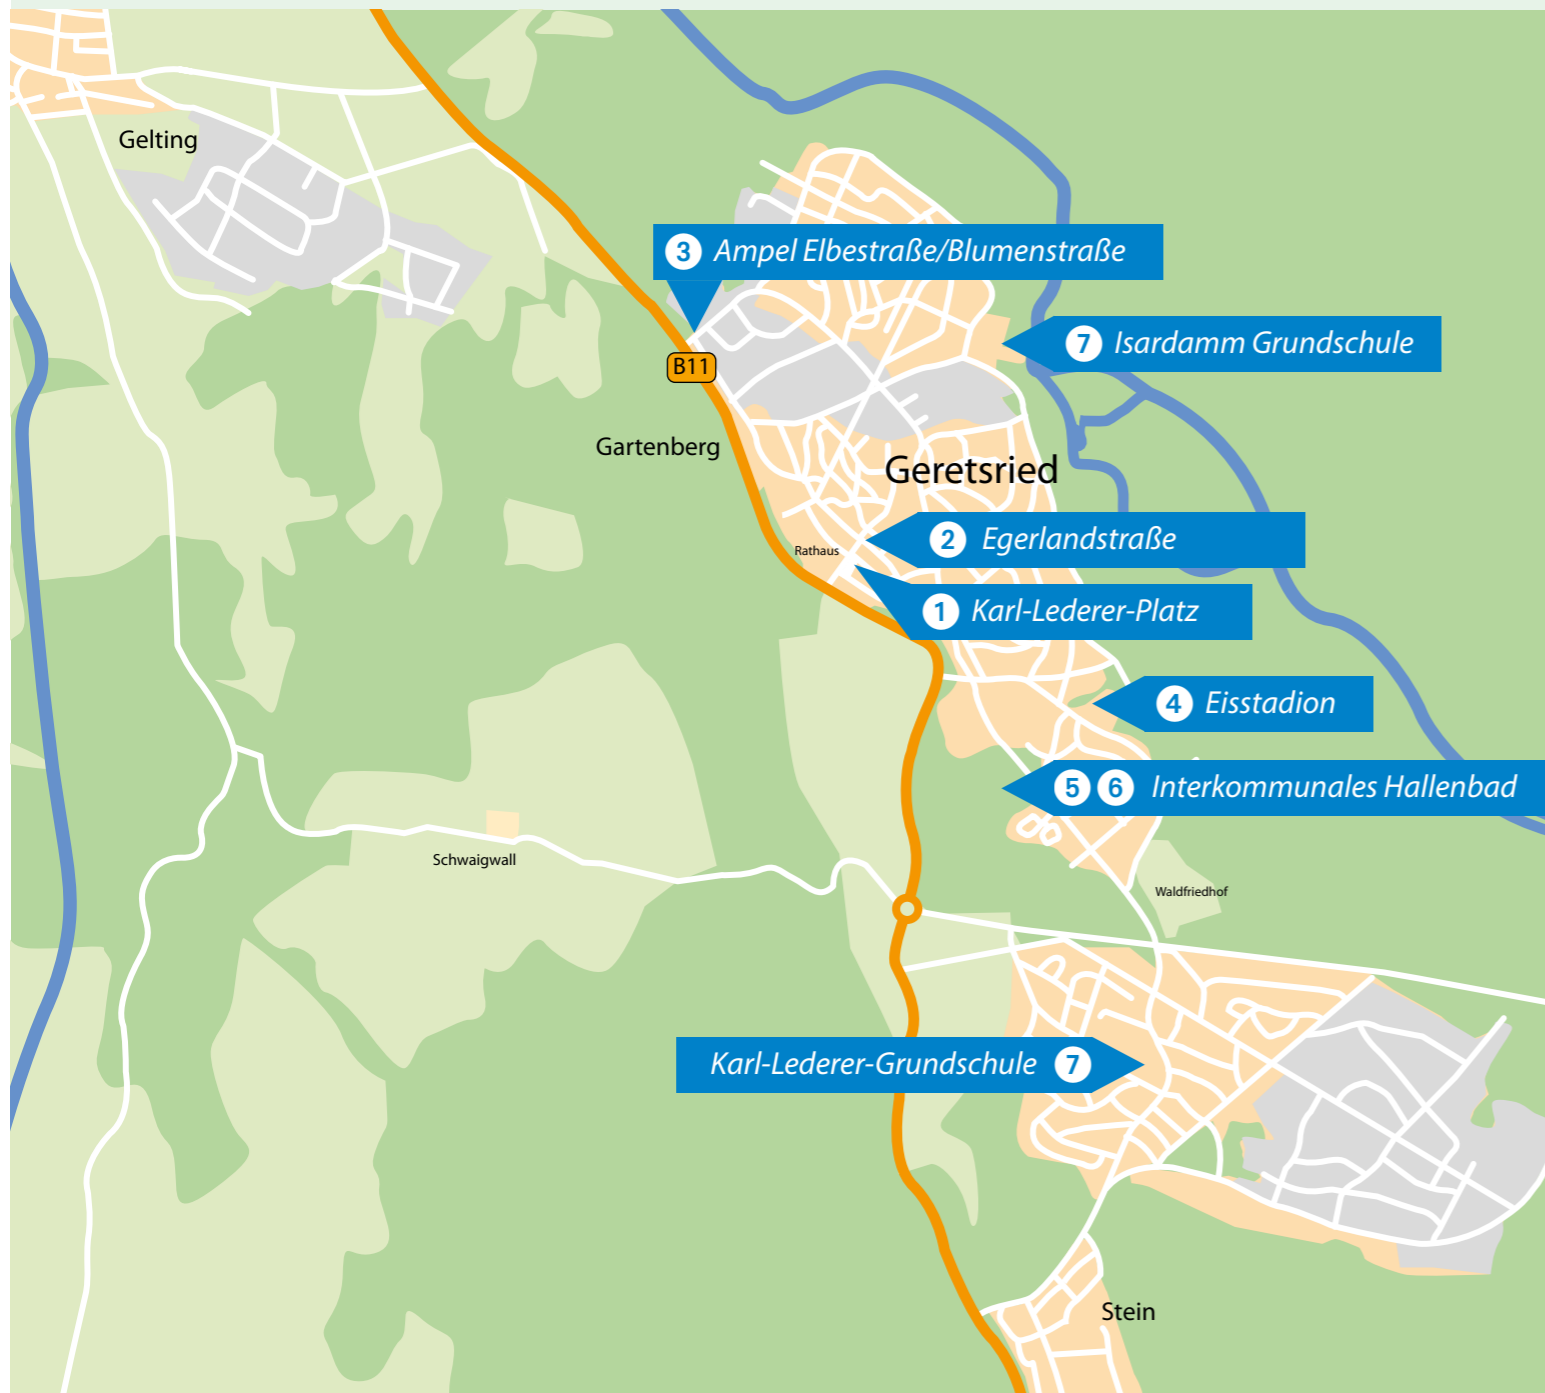 Gelting
3 Ampel Elbestraße/Blumenstraße
7 Isardamm Grundschule
B11
Gartenberg
Geretsried
2 Egerlandstraße
Rathaus
1 Karl-Lederer-Platz
4 Eisstadion
5 6 Interkommunales Hallenbad
Schwaigwall
Waldfriedhof
Karl-Lederer-Grundschule 7
Stein